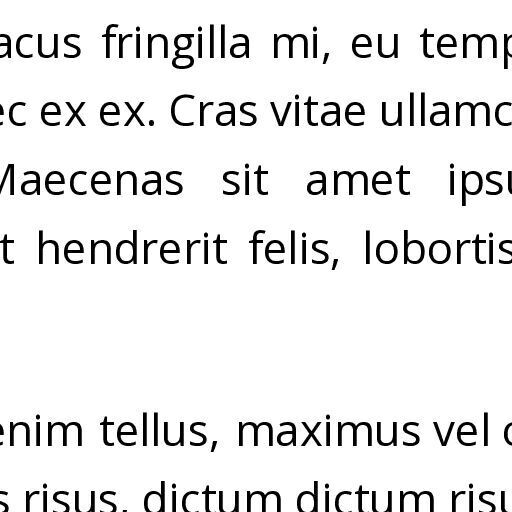 acus fringilla mi, eu temp
ec ex ex. Cras vitae ullamc
Maecenas sit amet ipsu
t hendrerit felis, lobortis
enim tellus, maximus vel
s risus, dictum dictum risu